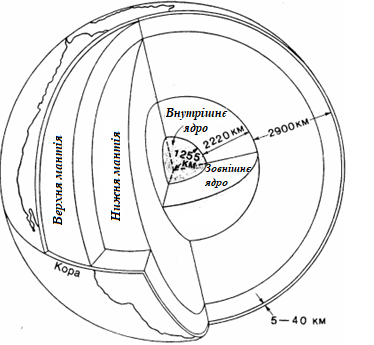 Внутрішнє
ядро
2220 км
2900 км
1255
км
Зовнішнє
ядро
Верхня мантія
Нижня мантія
Кора
5—40 км